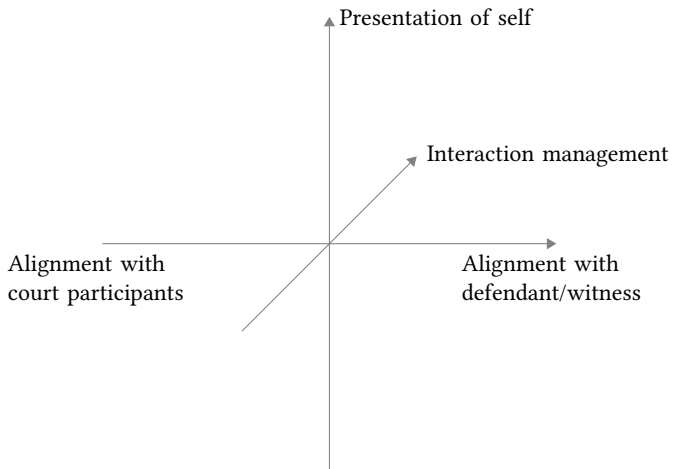 Presentation of self
Interaction management
Alignment with
court participants
Alignment with
defendant/witness